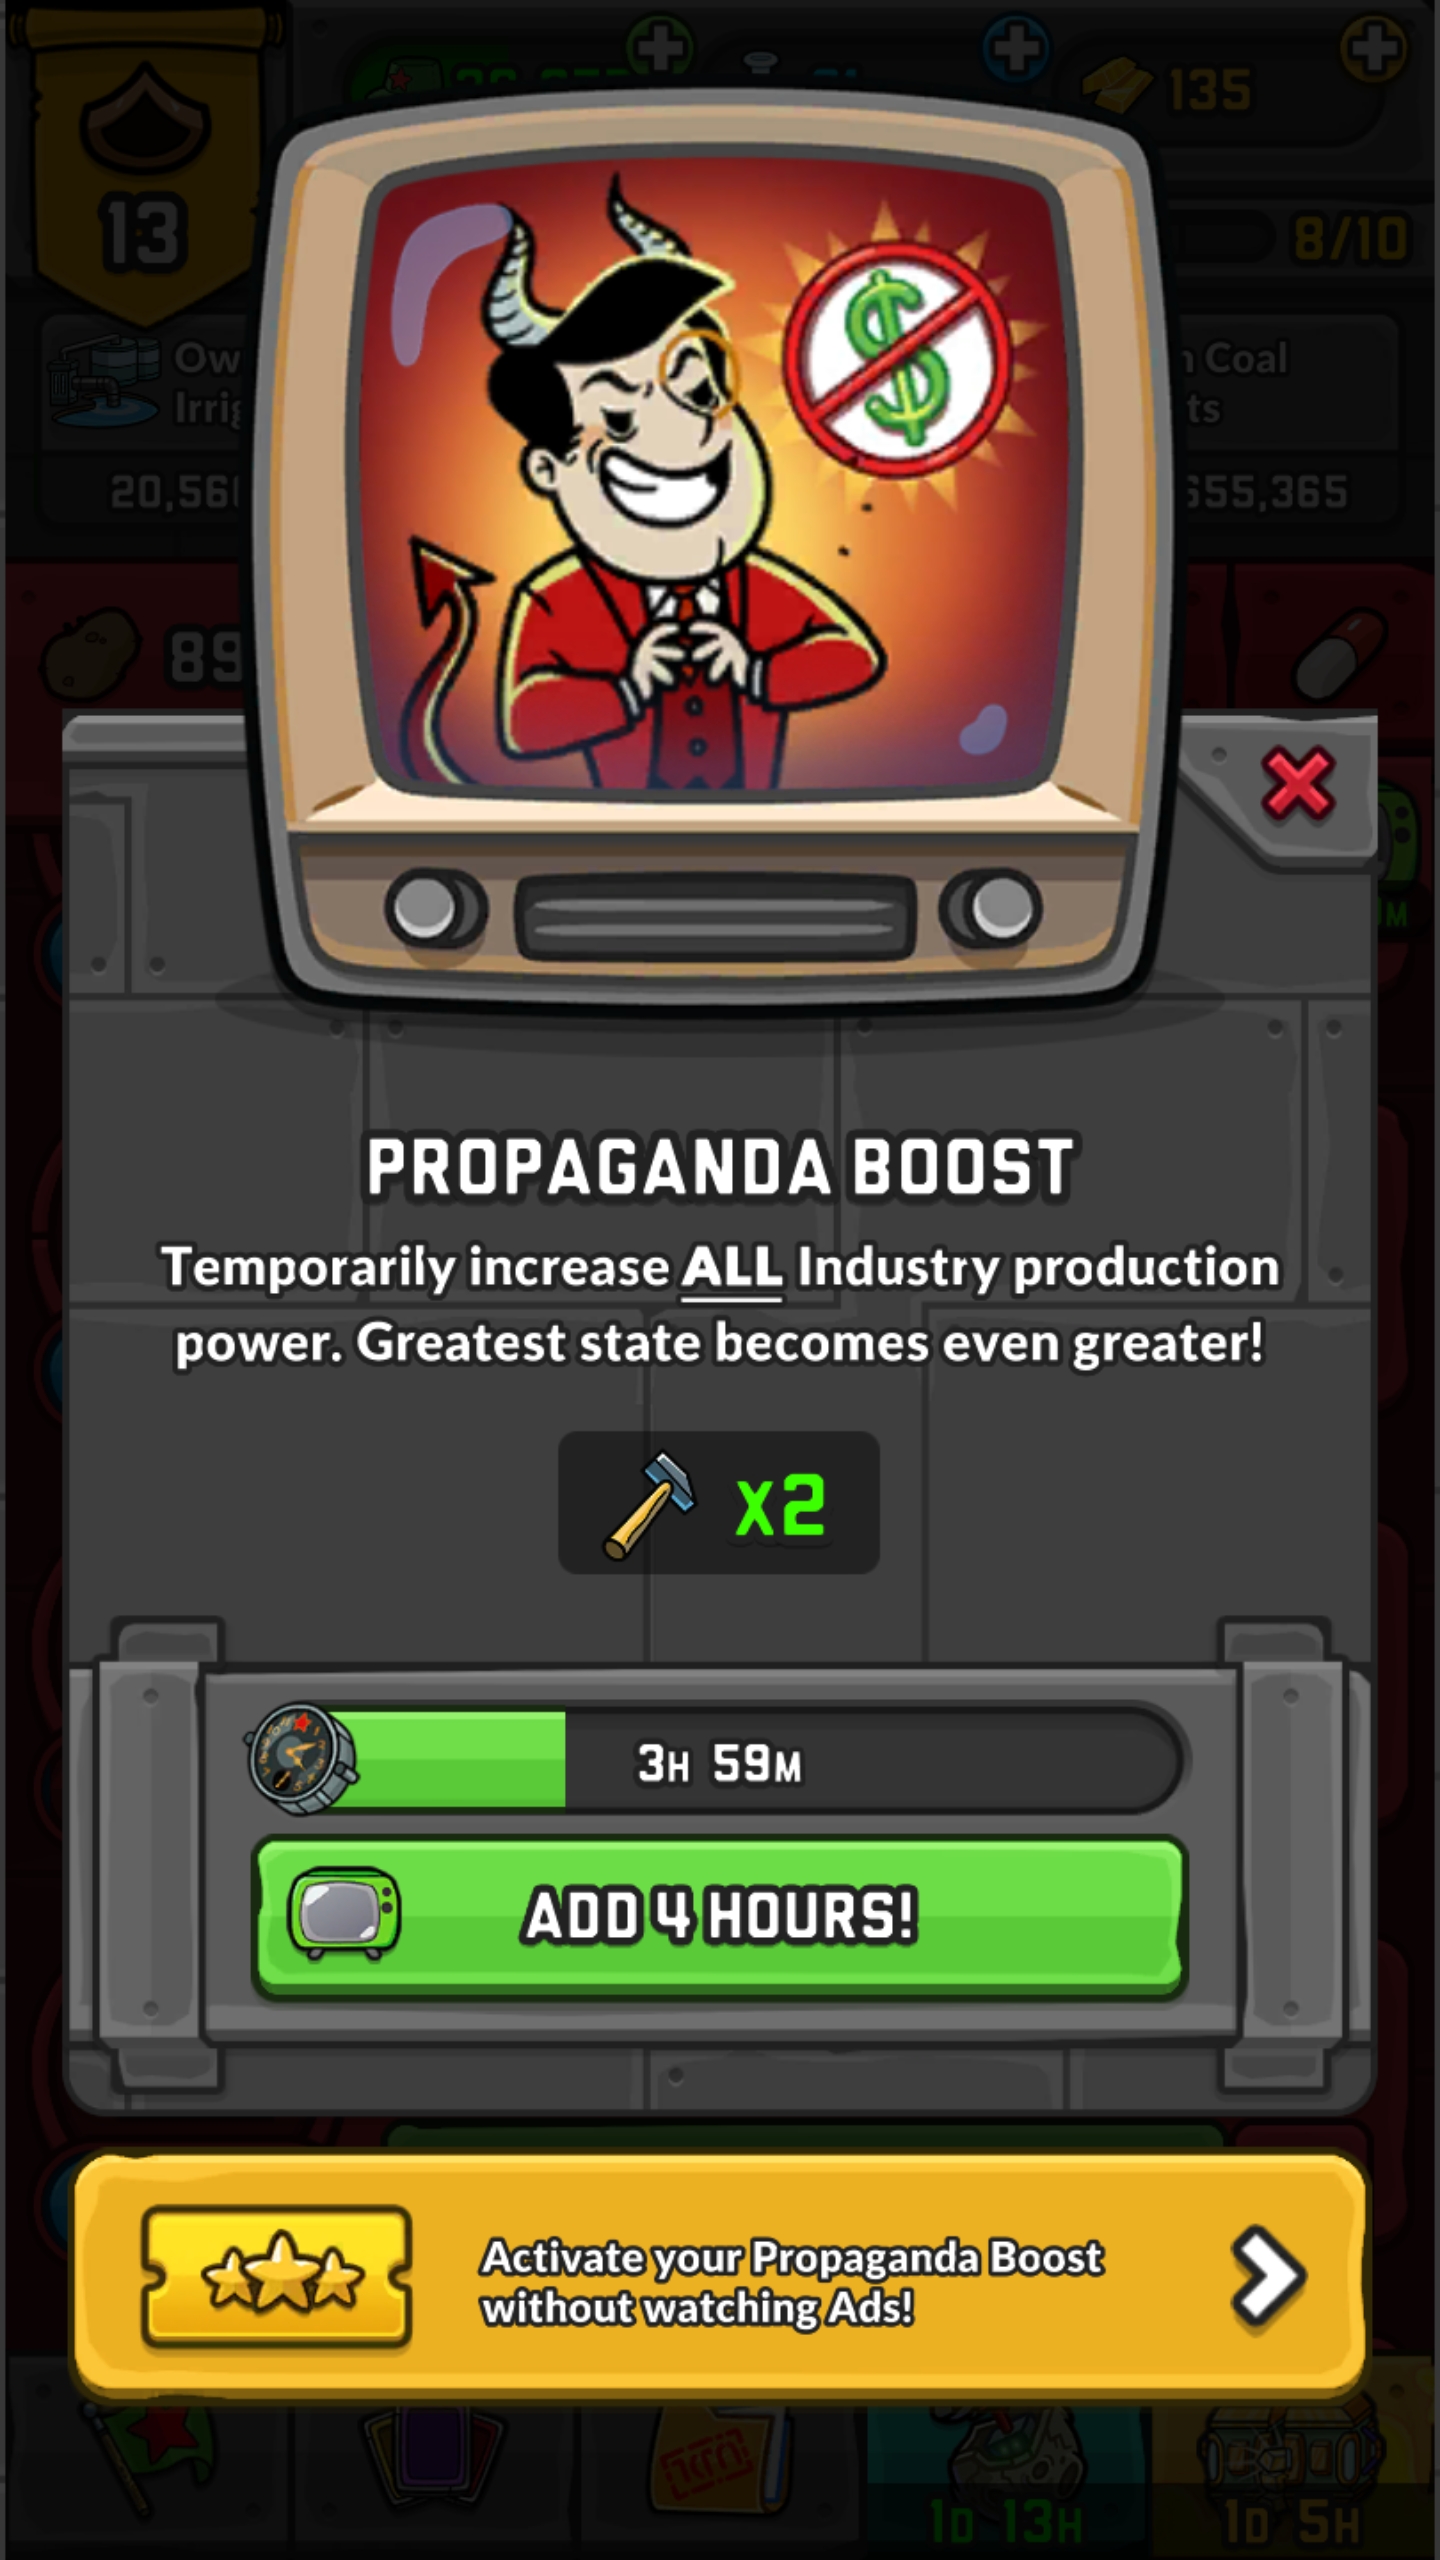 135
13
8/10
Coal
20,56
655,365
89
PROPAGANDA BOOST
Temporarily increase ALL Industry production
power. Greatest state becomes even greater!
x2
3H 59M
ADD 4 HOURS!
Activate your Propaganda Boost
without watching Ads!
1D 13H
1D 5H